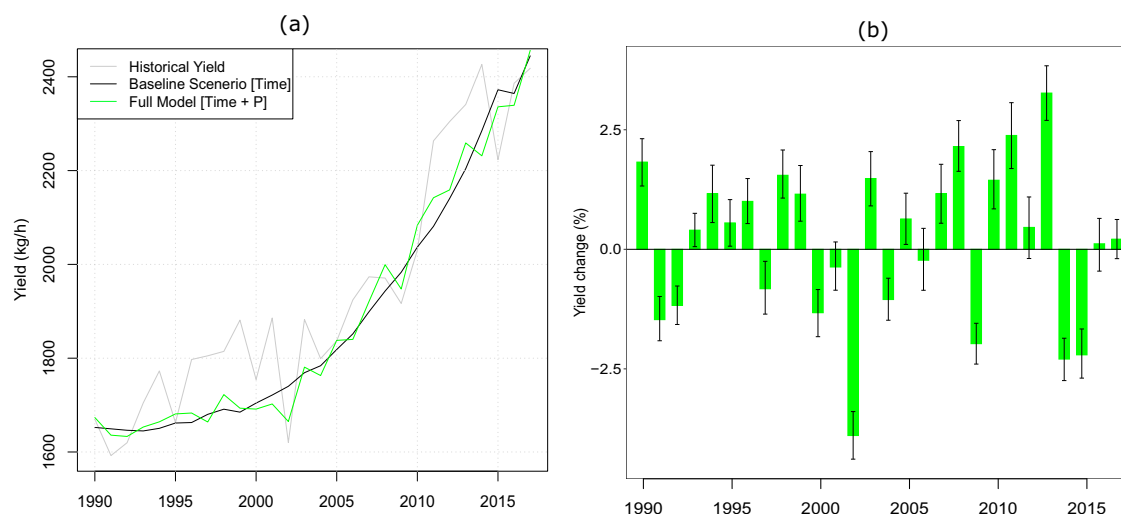 (a)
Historical Yield
Baseline Scenerio [Time]
Full Model [Time + P]
Yield (kg/h)
2400
2200
2000
1800
1600
1990 1995 2000 2005 2010 2015
(b)
Yield change (%)
2.5
0.0
−2.5
1990 1995 2000 2005 2010 2015